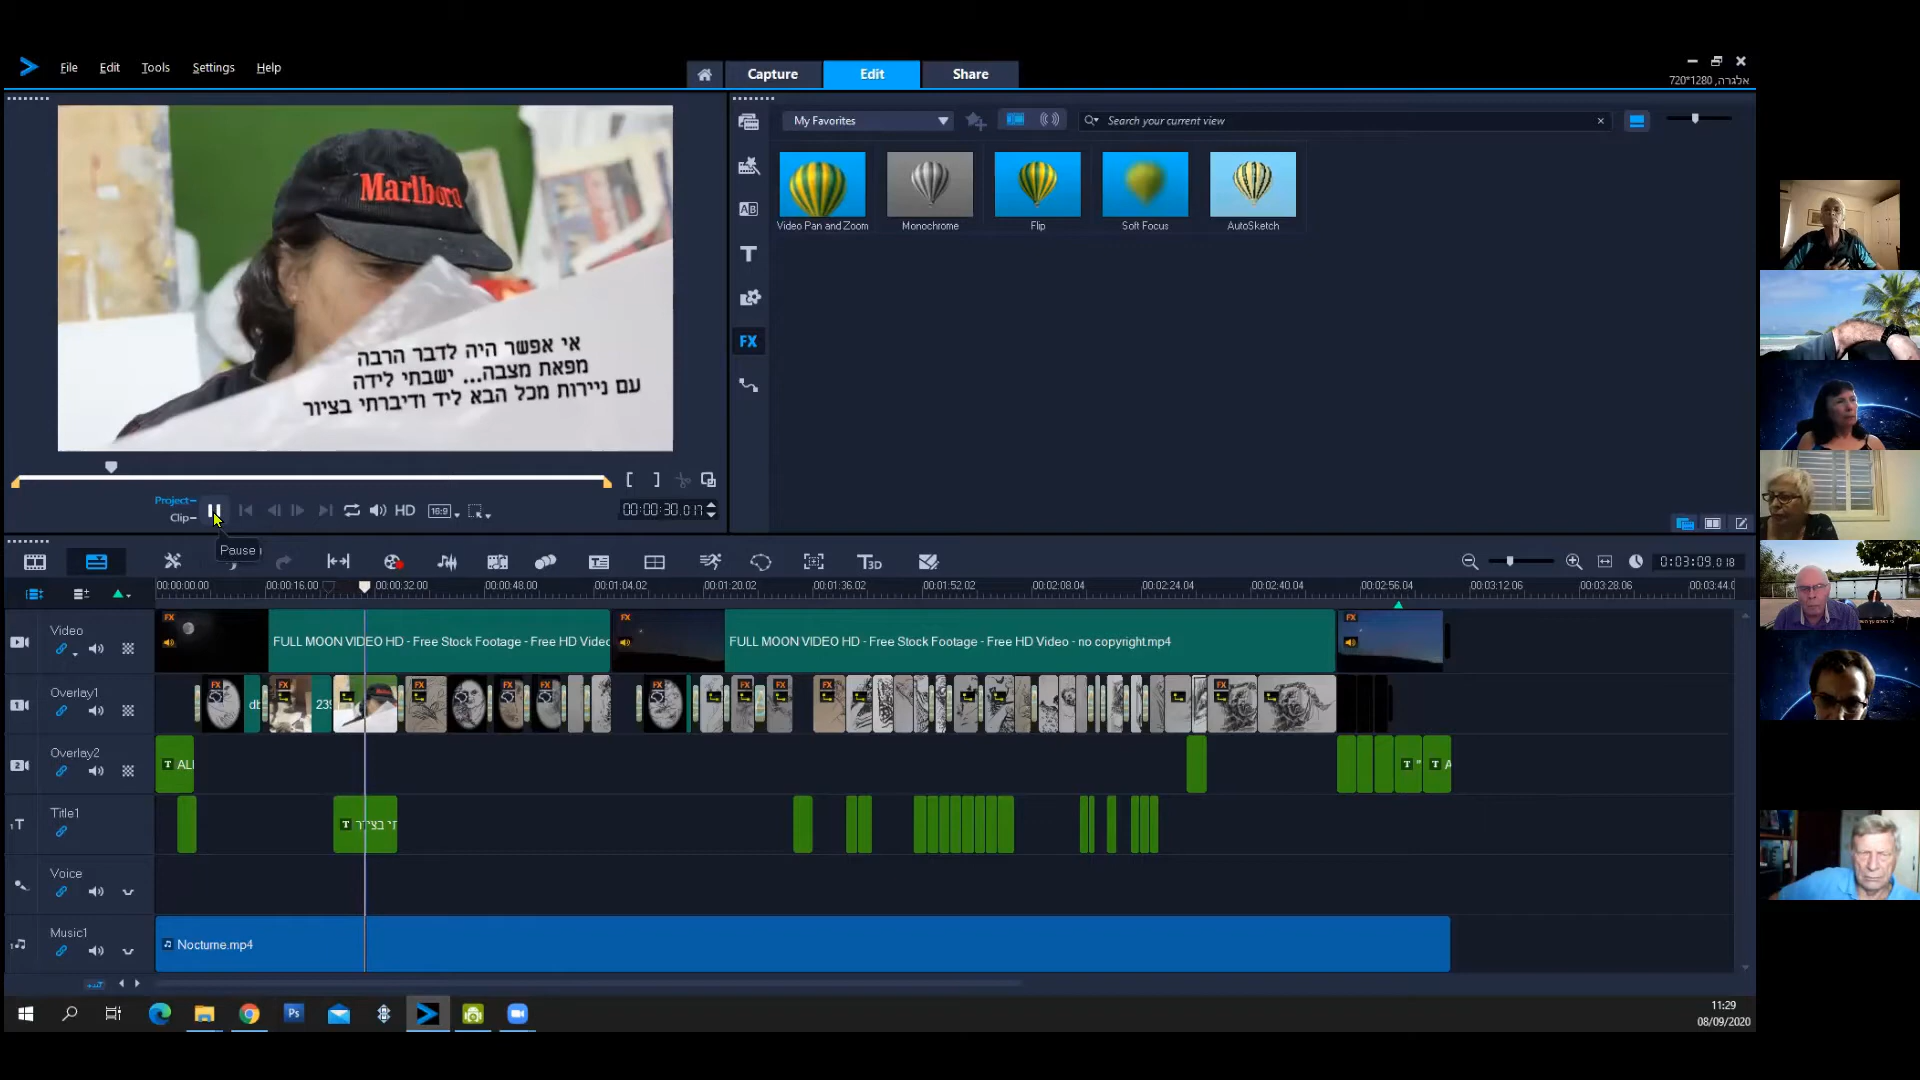 File Edit Tools Settings Help
Capture Edit Share
אלגרה, 1280*720
Marlboro
אי אפשר היה לדבר הרבה
מפאת מצבה... ישבתי לידה
עם ניירות מכל הבא ליד ודיברתי בציור
My Favorites
Search your current view
Video Pan and Zoom Monochrome Flip Soft Focus AutoSketch
AB
T
FX
Project
Clip
HD
16:9
00:00:30.017
Pause
T3D
0:03:09.018
00:00:00.00 00:00:16.00 00:00:32.00 00:00:48.00 00:01:04.02 00:01:20.02 00:01:36.02 00:01:52.02 00:02:08.04 00:02:24.04 00:02:40.04 00:02:56.04 00:03:12.06 00:03:28.06 00:03:44.0
Video
FULL MOON VIDEO HD - Free Stock Footage - Free HD Videc
FULL MOON VIDEO HD - Free Stock Footage - Free HD Video - no copyright.mp4
Overlay1
Overlay2
Title1
Voice
Music1
Nocturne.mp4
Ps
11:29
08/09/2020